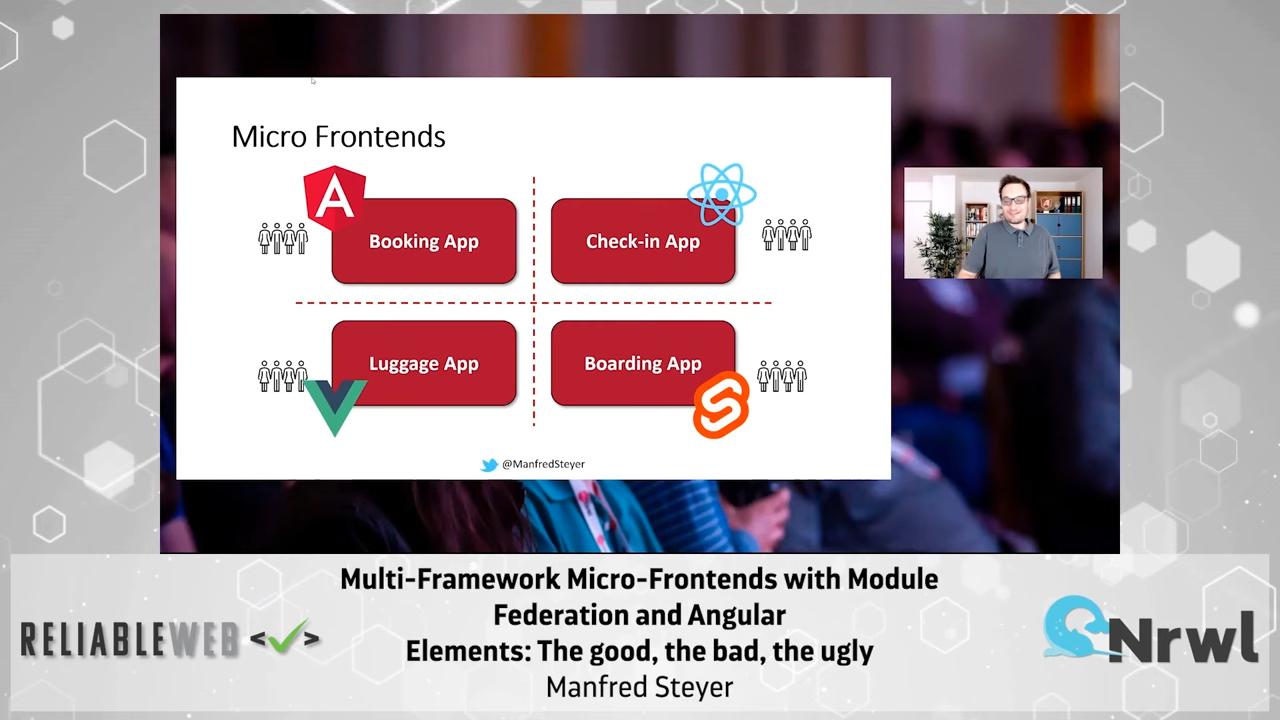 Micro Frontends
Booking App
Check-in App
Luggage App
Boarding App
@ManfredSteyer
Multi-Framework Micro-Frontends with Module
Federation and Angular
Elements: The good, the bad, the ugly
Manfred Steyer
RELIABLEWEB <✓>
Nrwl